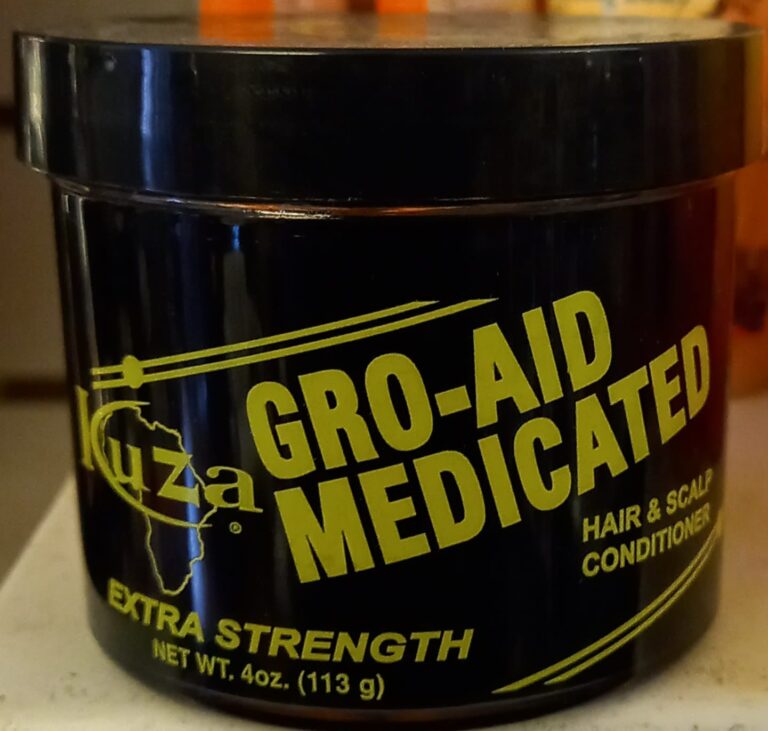 Kuza®
GRO-AID
MEDICATED
HAIR & SCALP
CONDITIONER
EXTRA STRENGTH
NET WT. 4oz. (113 g)